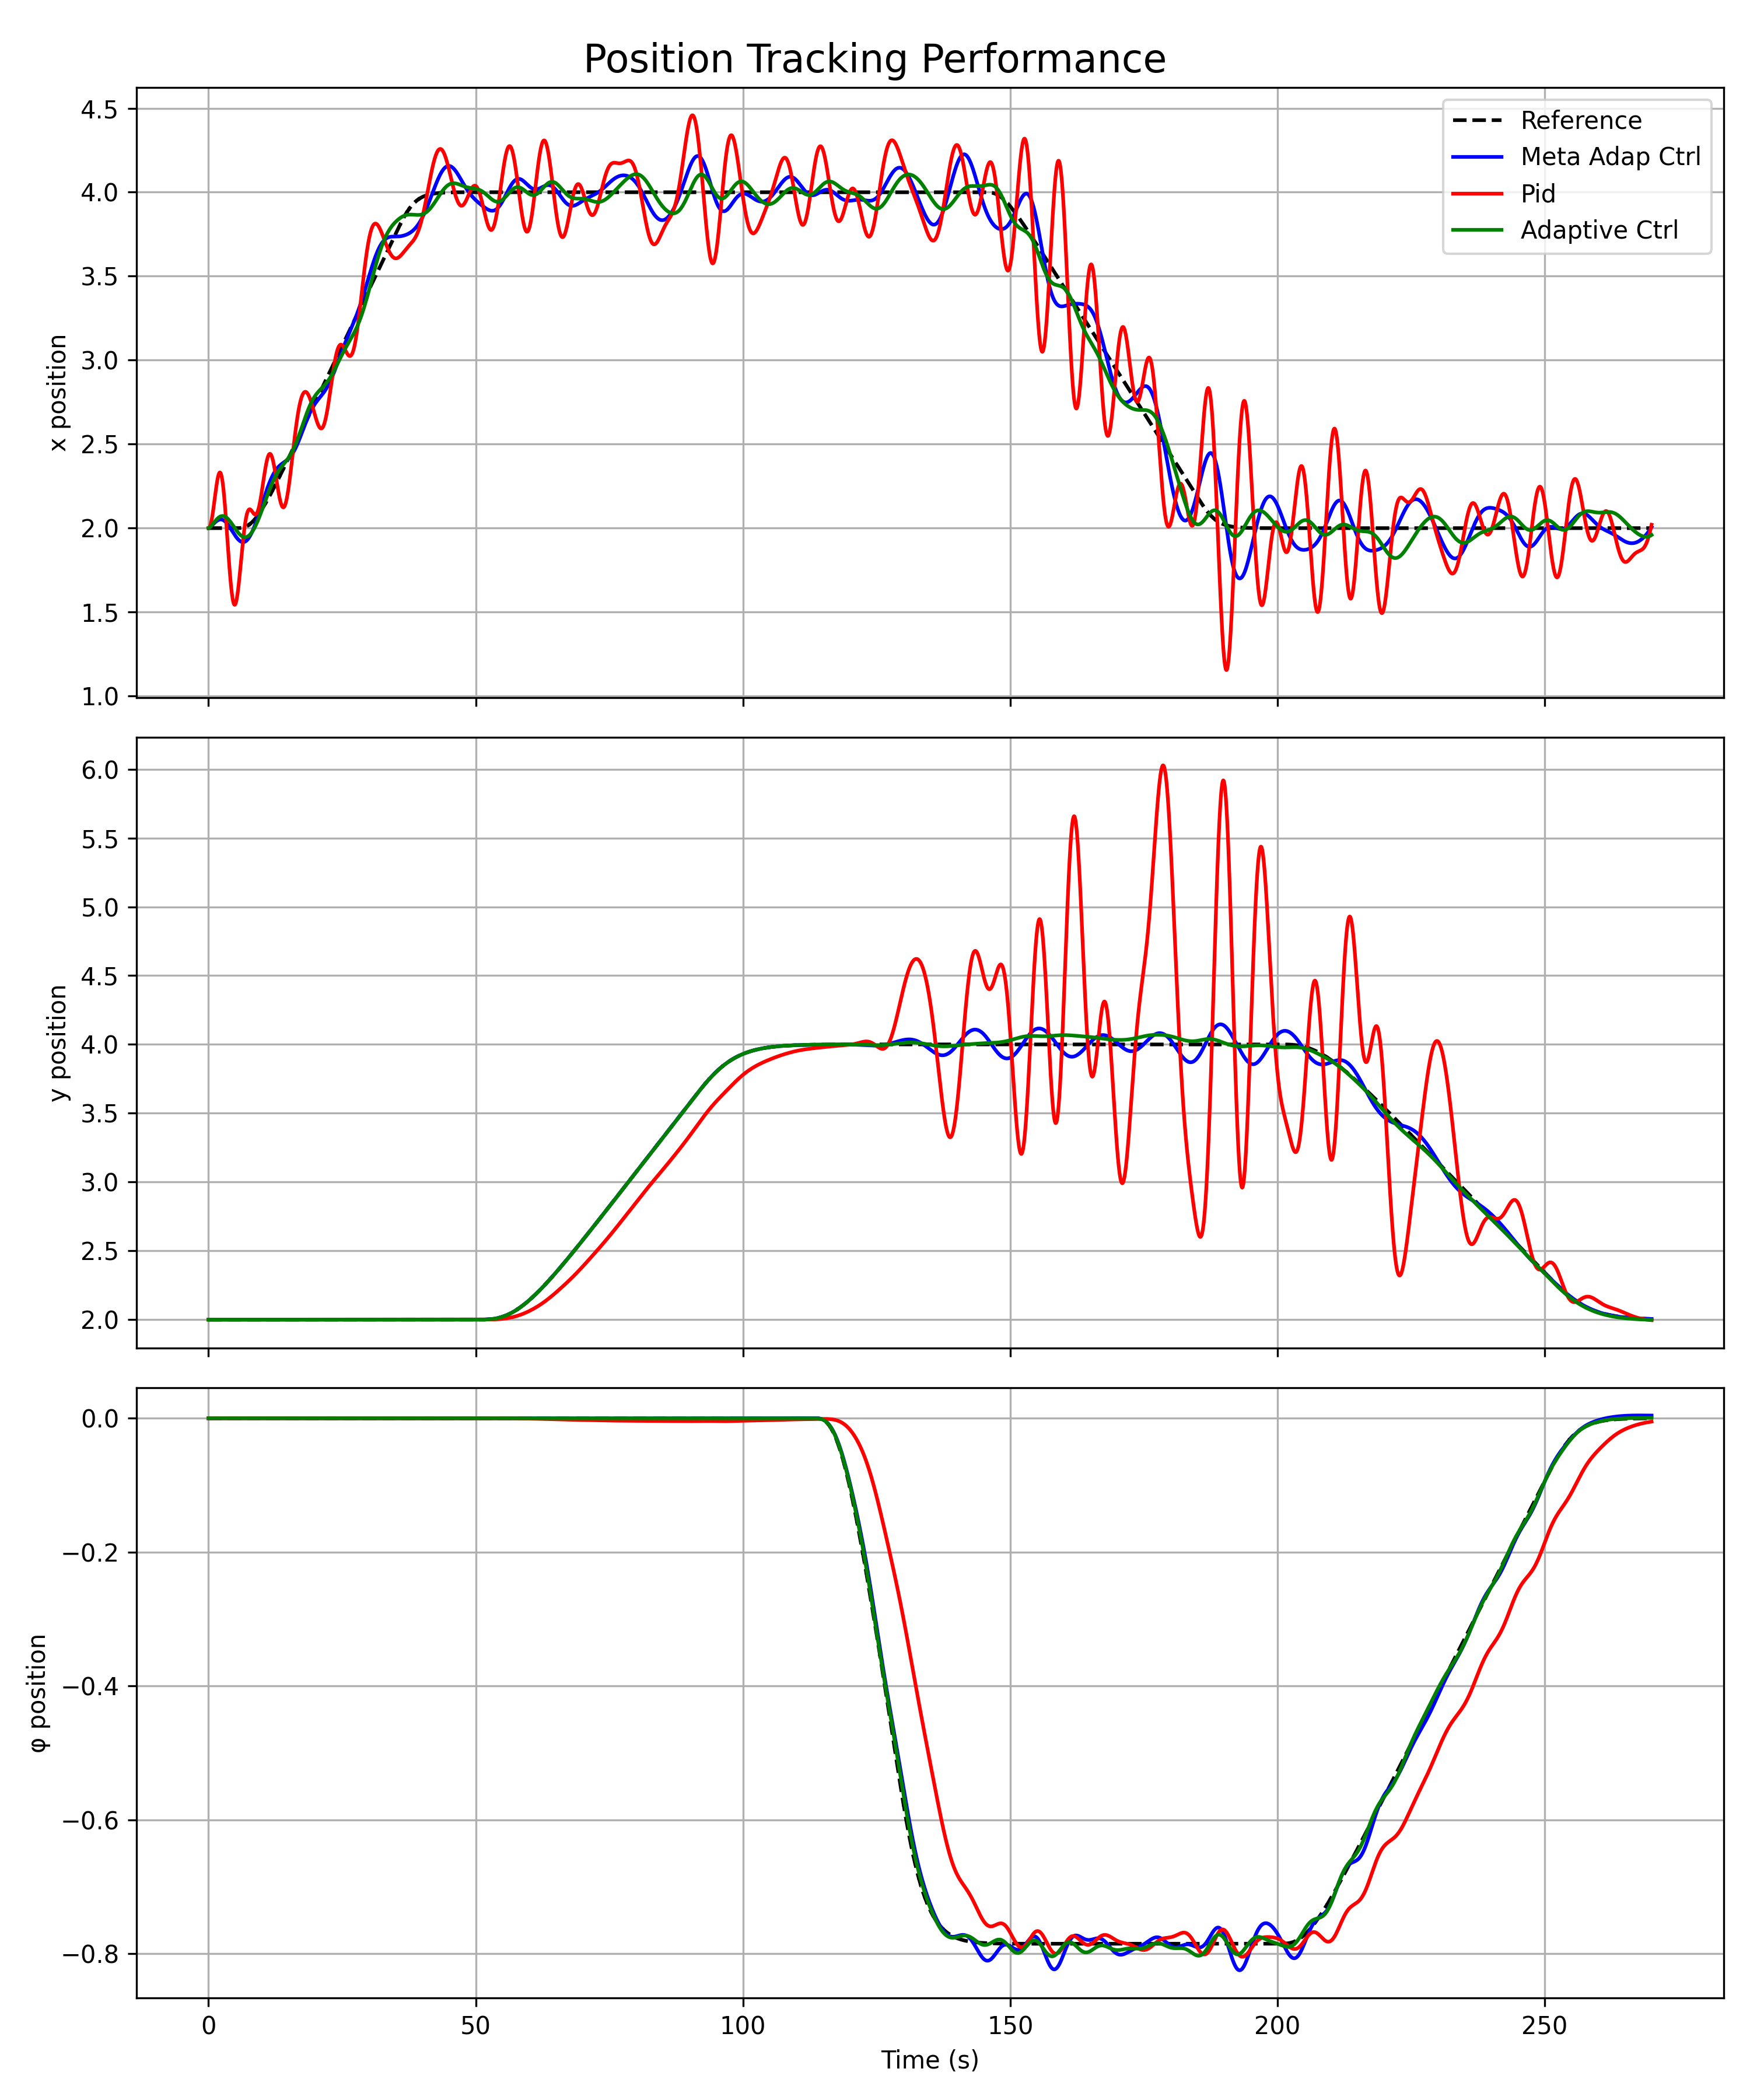 Position Tracking Performance
4.5
4.0
3.5
3.0
2.5
2.0
1.5
1.0
x position
Reference
Meta Adap Ctrl
Pid
Adaptive Ctrl
6.0
5.5
5.0
4.5
4.0
3.5
3.0
2.5
2.0
y position
0.0
−0.2
−0.4
−0.6
−0.8
φ position
0 50 100 150 200 250
Time (s)